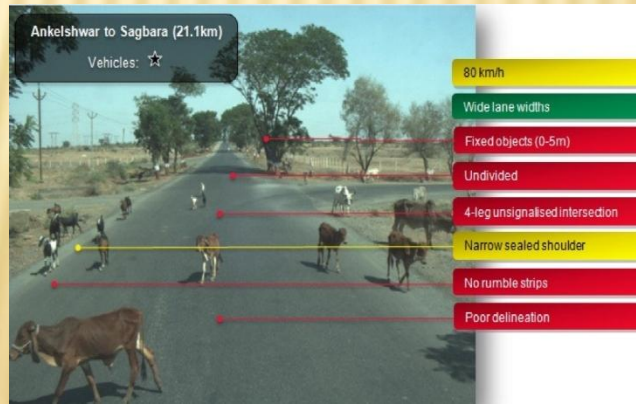 Ankelshwar to Sagbara (21.1km)
Vehicles:
80 km/h
Wide lane widths
Fixed objects (0-5m)
Undivided
4-leg unsignalised intersection
Narrow sealed shoulder
No rumble strips
Poor delineation